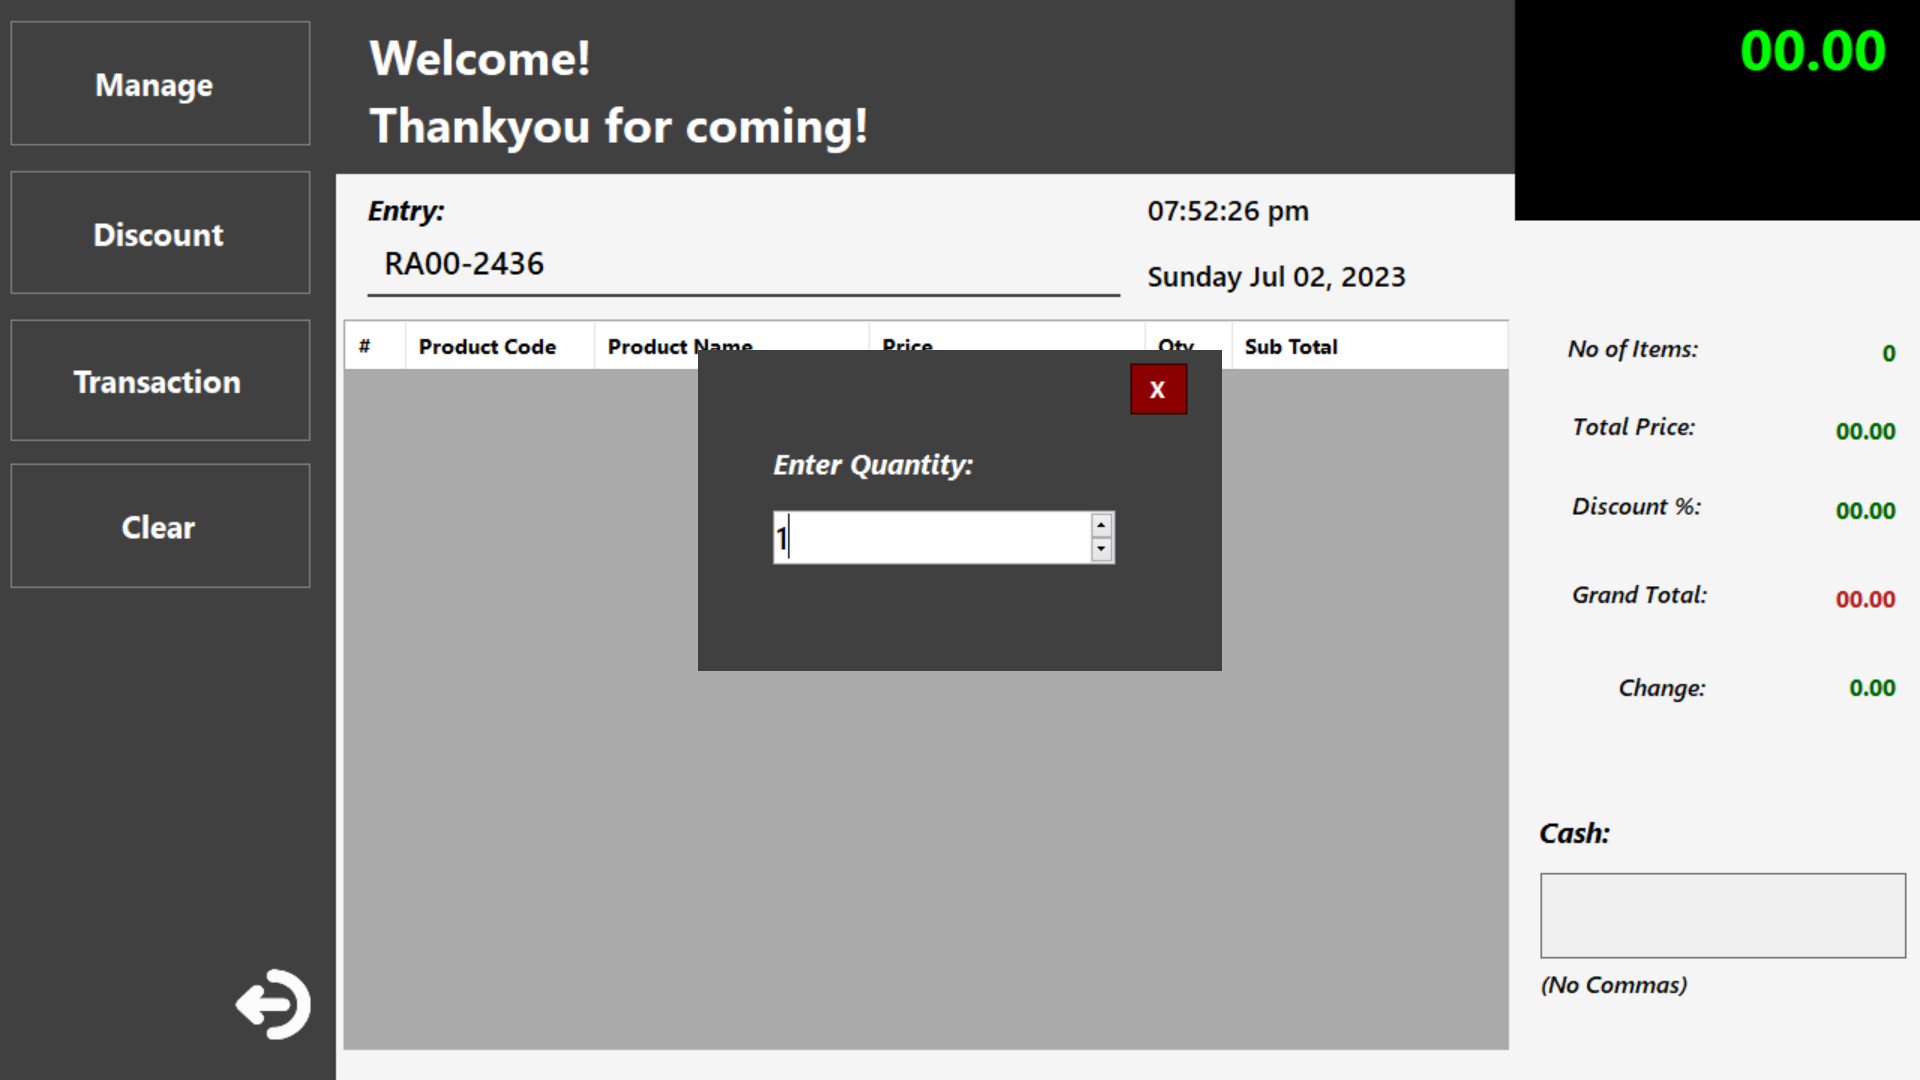 Manage
Discount
Transaction
Clear
Welcome!
Thankyou for coming!
00.00
Entry:
RA00-2436
07:52:26 pm
Sunday Jul 02, 2023
# Product Code Product Name Price Qty Sub Total
X
Enter Quantity:
1
No of Items: 0
Total Price: 00.00
Discount %: 00.00
Grand Total: 00.00
Change: 0.00
Cash:
(No Commas)